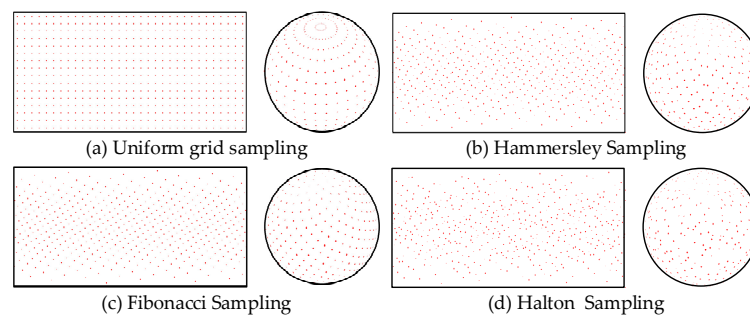 (a) Uniform grid sampling
(b) Hammersley Sampling
(c) Fibonacci Sampling
(d) Halton Sampling